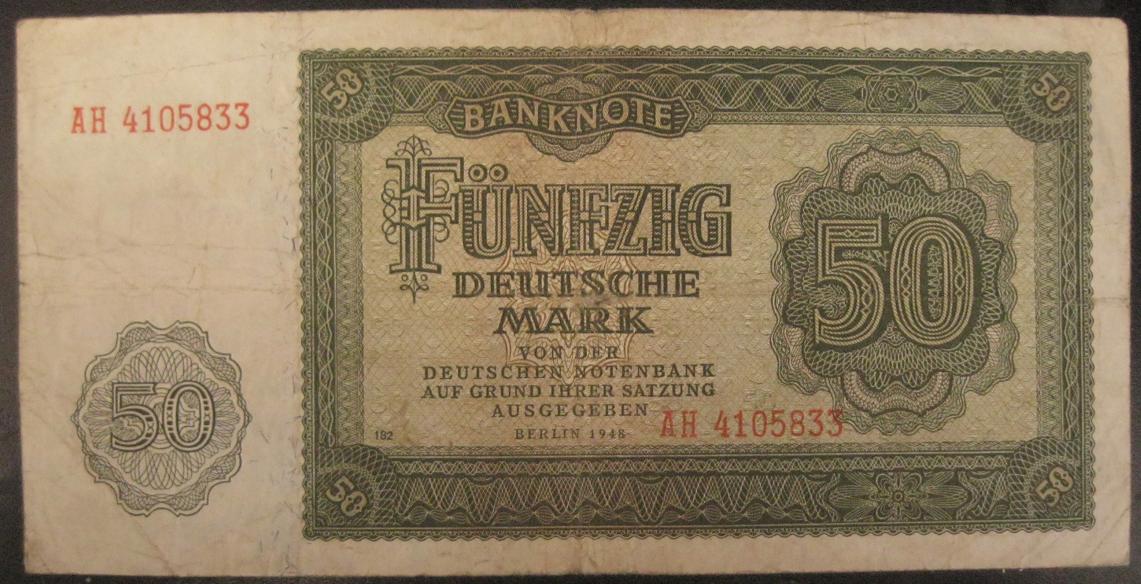 50
50
BANKNOTE
AH 4105833
FÜNFZIG
50
DEUTSCHE
MARK
VON DER
DEUTSCHEN NOTENBANK
AUF GRUND IHRER SATZUNG
AUSGEGEBEN
50
AH 4105833
182
BERLIN 1948
50
50